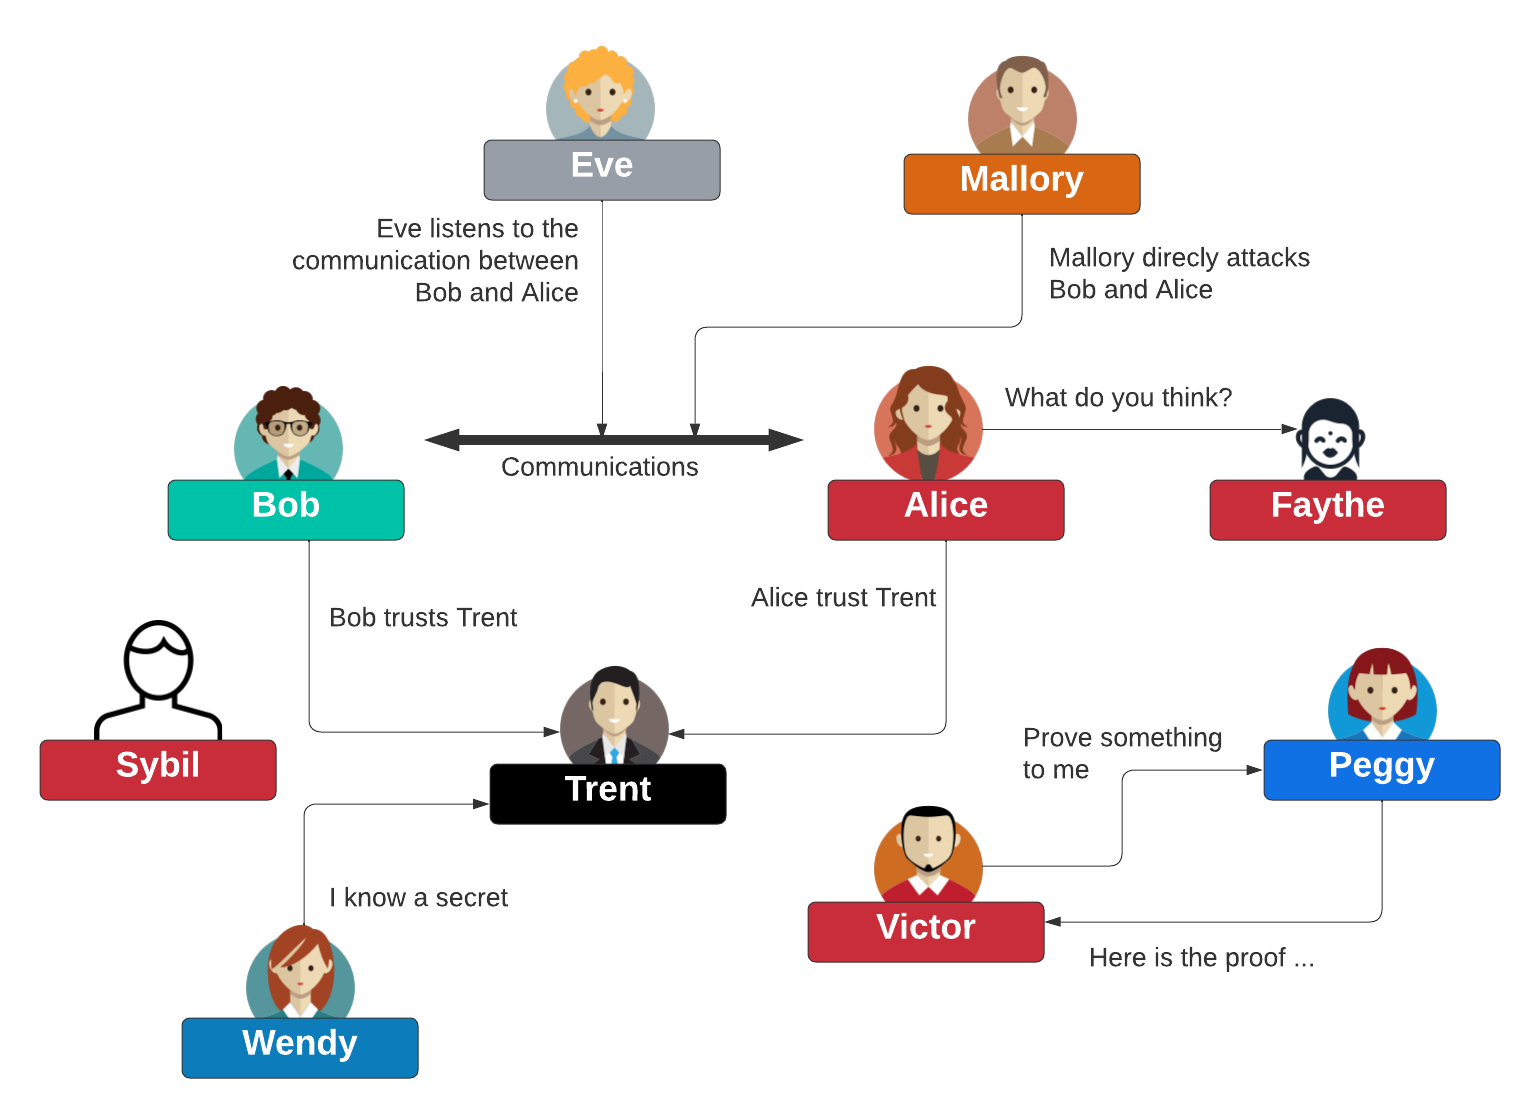 Eve
Mallory
Eve listens to the
communication between
Bob and Alice
Mallory direcly attacks
Bob and Alice
What do you think?
Communications
Bob
Alice
Faythe
Bob trusts Trent
Alice trust Trent
Sybil
Trent
Prove something
to me
Peggy
I know a secret
Victor
Here is the proof ...
Wendy